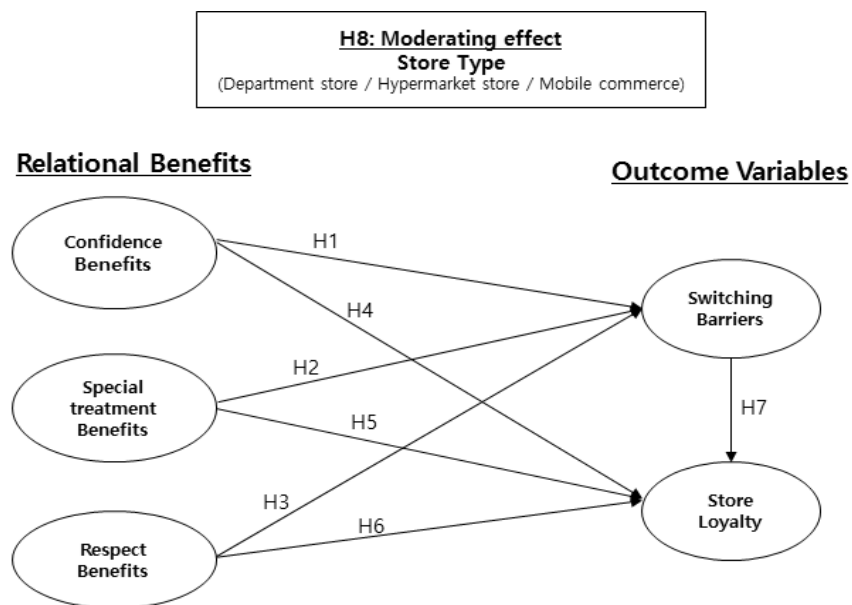 H8: Moderating effect
Store Type
(Department store / Hypermarket store / Mobile commerce)
Relational Benefits
Outcome Variables
Confidence
Benefits
H1
H4
Switching
Barriers
H2
Special
treatment
Benefits
H5
H7
H3
H6
Store
Loyalty
Respect
Benefits